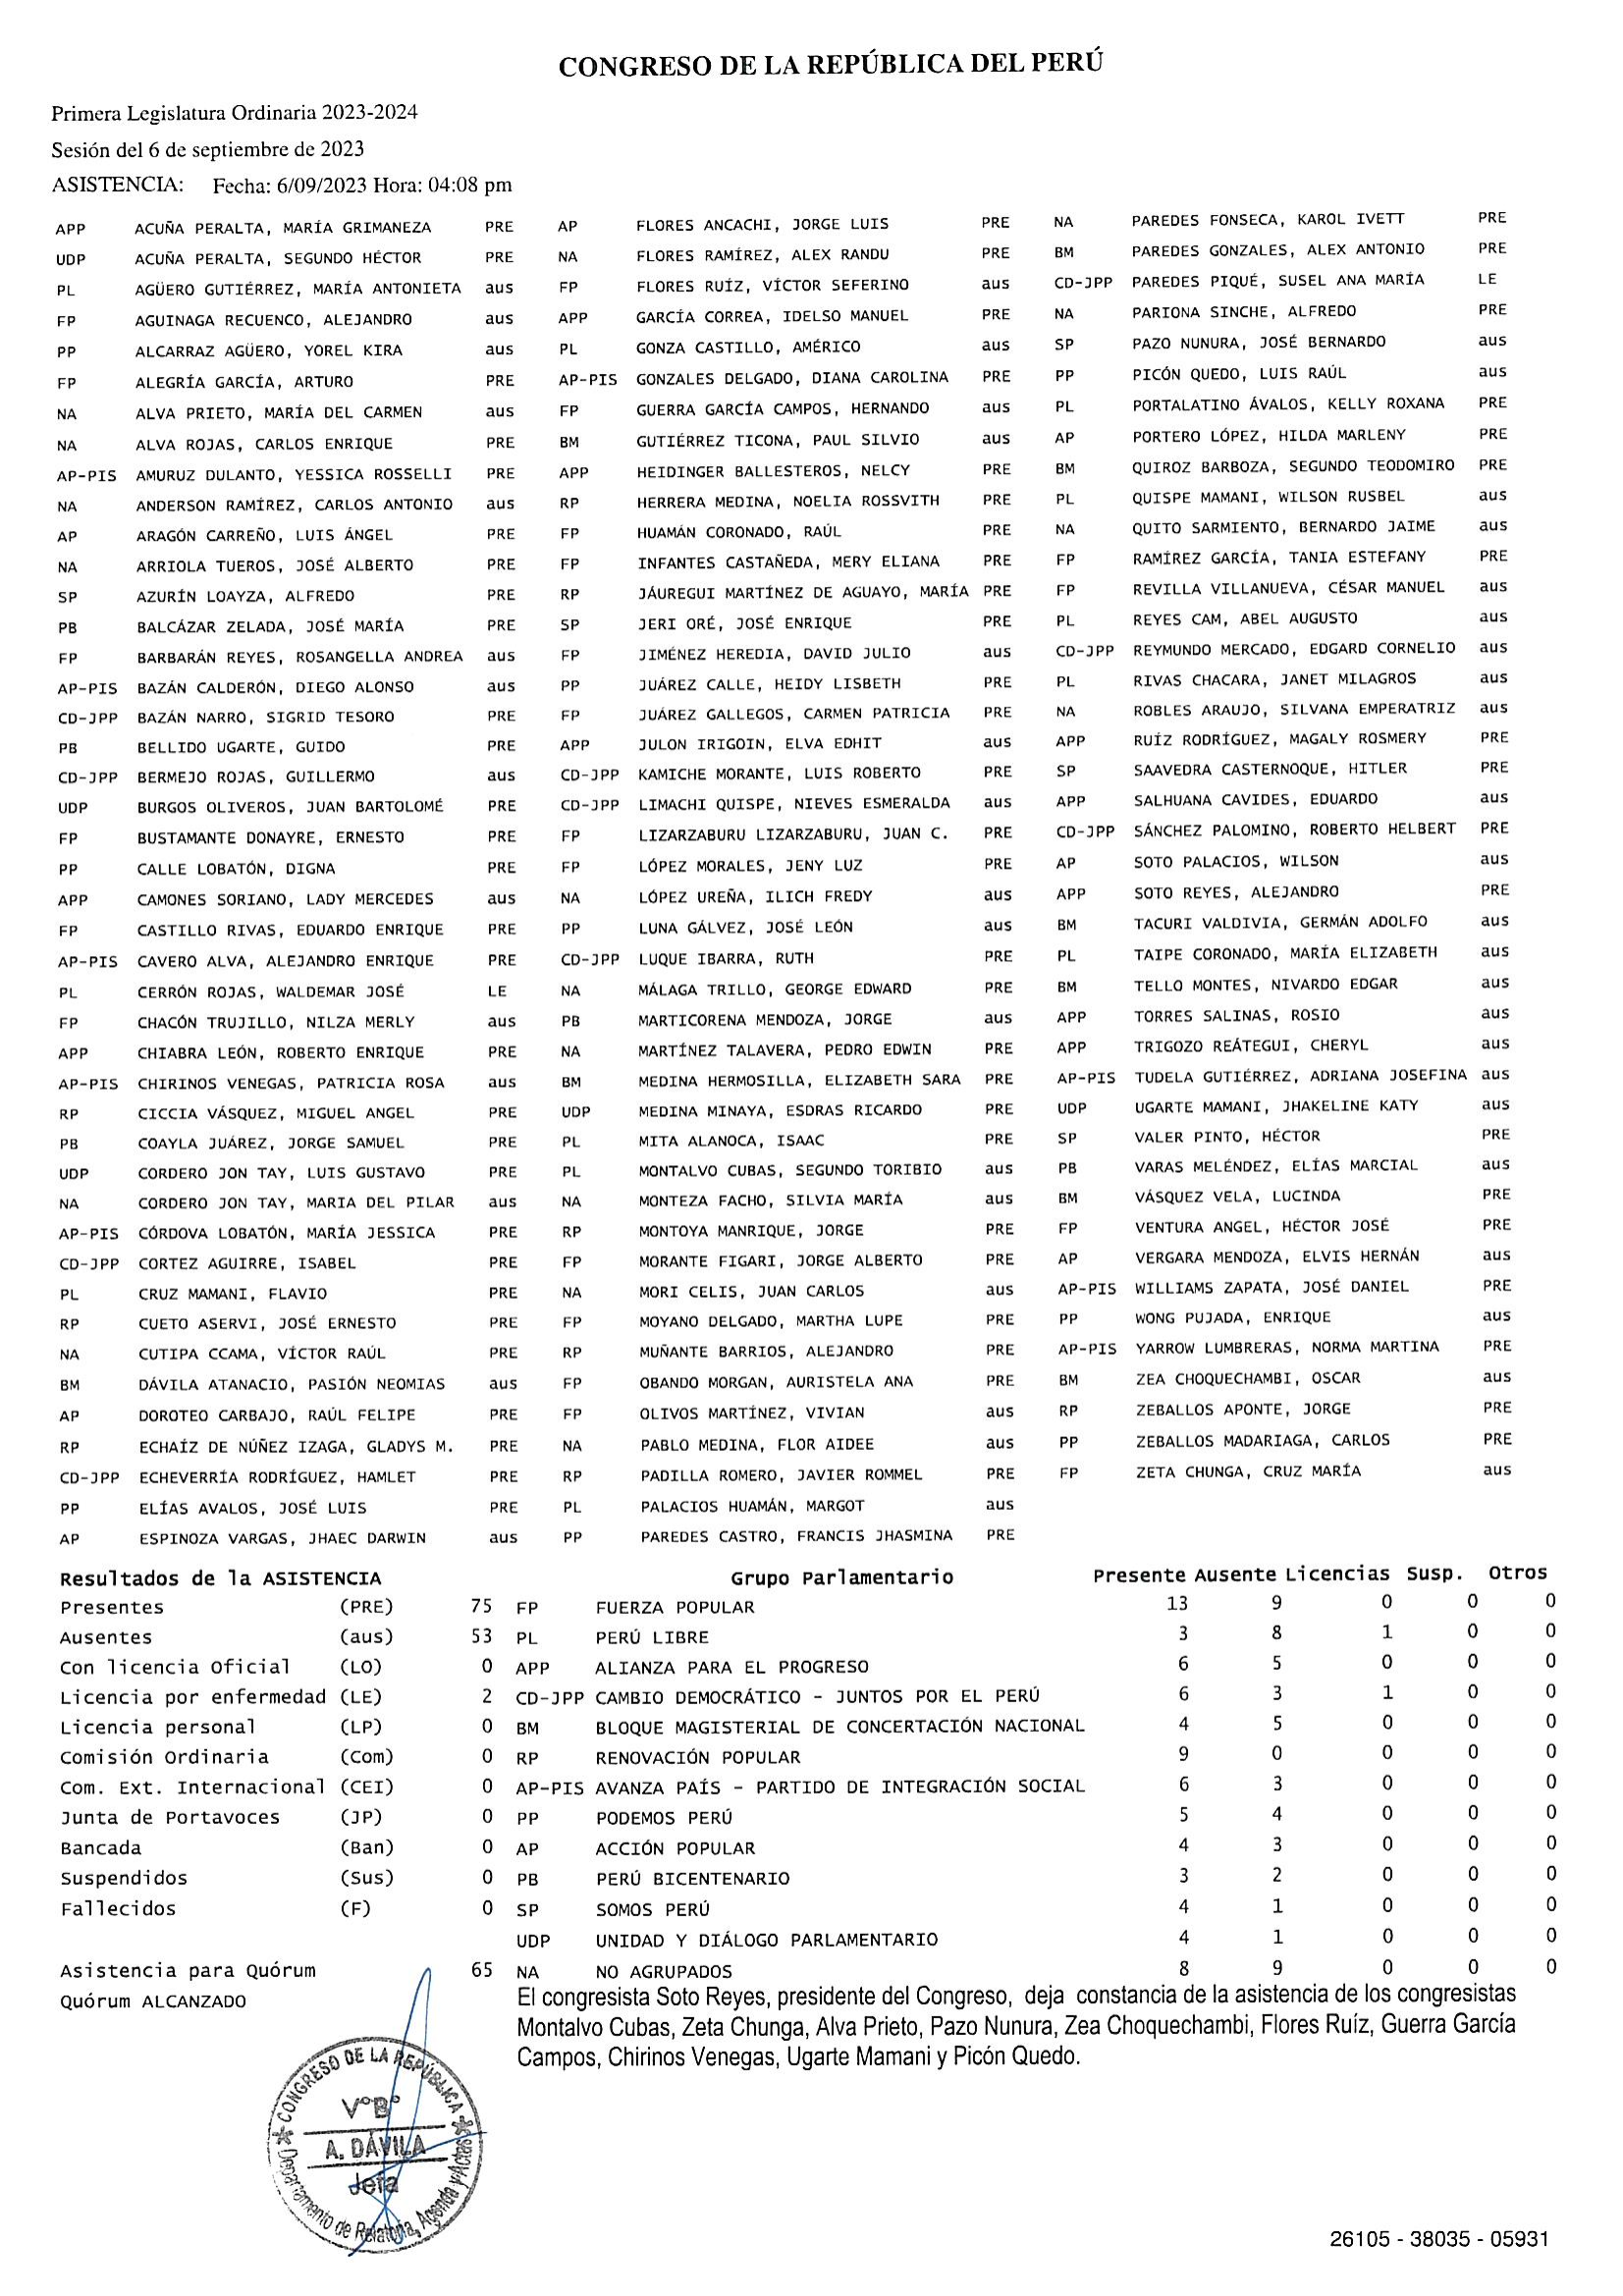 CONGRESO DE LA REPÚBLICA DEL PERÚ
Primera Legislatura Ordinaria 2023-2024
Sesión del 6 de septiembre de 2023
ASISTENCIA: Fecha: 6/09/2023 Hora: 04:08 pm
APP ACUÑA PERALTA, MARÍA GRIMANEZA PRE
UDP ACUÑA PERALTA, SEGUNDO HÉCTOR PRE
PL AGÜERO GUTIÉRREZ, MARÍA ANTONIETA aus
FP AGUINAGA RECUENCO, ALEJANDRO aus
PP ALCARRAZ AGÜERO, YOREL KIRA aus
FP ALEGRÍA GARCÍA, ARTURO PRE
NA ALVA PRIETO, MARÍA DEL CARMEN aus
NA ALVA ROJAS, CARLOS ENRIQUE PRE
AP-PIS AMURUZ DULANTO, YESSICA ROSSELLI PRE
NA ANDERSON RAMÍREZ, CARLOS ANTONIO aus
AP ARAGÓN CARREÑO, LUIS ÁNGEL PRE
NA ARRIOLA TUEROS, JOSÉ ALBERTO PRE
SP AZURÍN LOAYZA, ALFREDO PRE
PB BALCÁZAR ZELADA, JOSÉ MARÍA PRE
FP BARBARÁN REYES, ROSANGELLA ANDREA aus
AP-PIS BAZÁN CALDERÓN, DIEGO ALONSO aus
CD-JPP BAZÁN NARRO, SIGRID TESORO PRE
PB BELLIDO UGARTE, GUIDO PRE
CD-JPP BERMEJO ROJAS, GUILLERMO aus
UDP BURGOS OLIVEROS, JUAN BARTOLOMÉ PRE
FP BUSTAMANTE DONAYRE, ERNESTO PRE
PP CALLE LOBATÓN, DIGNA PRE
APP CAMONES SORIANO, LADY MERCEDES aus
FP CASTILLO RIVAS, EDUARDO ENRIQUE PRE
AP-PIS CAVERO ALVA, ALEJANDRO ENRIQUE PRE
PL CERRÓN ROJAS, WALDEMAR JOSÉ LE
FP CHACÓN TRUJILLO, NILZA MERLY aus
APP CHIABRA LEÓN, ROBERTO ENRIQUE PRE
AP-PIS CHIRINOS VENEGAS, PATRICIA ROSA aus
RP CICCIA VÁSQUEZ, MIGUEL ANGEL PRE
PB COAYLA JUÁREZ, JORGE SAMUEL PRE
UDP CORDERO JON TAY, LUIS GUSTAVO PRE
NA CORDERO JON TAY, MARIA DEL PILAR aus
AP-PIS CÓRDOVA LOBATÓN, MARÍA JESSICA PRE
CD-JPP CORTEZ AGUIRRE, ISABEL PRE
PL CRUZ MAMANI, FLAVIO PRE
RP CUETO ASERVI, JOSÉ ERNESTO PRE
NA CUTIPA CCAMA, VÍCTOR RAÚL PRE
BM DÁVILA ATANACIO, PASIÓN NEOMIAS aus
AP DOROTEO CARBAJO, RAÚL FELIPE PRE
RP ECHAÍZ DE NÚÑEZ IZAGA, GLADYS M. PRE
CD-JPP ECHEVERRÍA RODRÍGUEZ, HAMLET PRE
PP ELÍAS AVALOS, JOSÉ LUIS PRE
AP ESPINOZA VARGAS, JHAEC DARWIN aus
AP FLORES ANCACHI, JORGE LUIS PRE
NA FLORES RAMÍREZ, ALEX RANDU PRE
FP FLORES RUÍZ, VÍCTOR SEFERINO aus
APP GARCÍA CORREA, IDELSO MANUEL PRE
PL GONZA CASTILLO, AMÉRICO aus
AP-PIS GONZALES DELGADO, DIANA CAROLINA PRE
FP GUERRA GARCÍA CAMPOS, HERNANDO aus
BM GUTIÉRREZ TICONA, PAUL SILVIO aus
APP HEIDINGER BALLESTEROS, NELCY PRE
RP HERRERA MEDINA, NOELIA ROSSVITH PRE
FP HUAMÁN CORONADO, RAÚL PRE
FP INFANTES CASTAÑEDA, MERY ELIANA PRE
RP JÁUREGUI MARTÍNEZ DE AGUAYO, MARÍA PRE
SP JERI ORÉ, JOSÉ ENRIQUE PRE
FP JIMÉNEZ HEREDIA, DAVID JULIO aus
PP JUÁREZ CALLE, HEIDY LISBETH PRE
FP JUÁREZ GALLEGOS, CARMEN PATRICIA PRE
APP JULON IRIGOIN, ELVA EDHIT aus
CD-JPP KAMICHE MORANTE, LUIS ROBERTO PRE
CD-JPP LIMACHI QUISPE, NIEVES ESMERALDA aus
FP LIZARZABURU LIZARZABURU, JUAN C. PRE
FP LÓPEZ MORALES, JENY LUZ PRE
NA LÓPEZ UREÑA, ILICH FREDY aus
PP LUNA GÁLVEZ, JOSÉ LEÓN aus
CD-JPP LUQUE IBARRA, RUTH PRE
NA MÁLAGA TRILLO, GEORGE EDWARD PRE
PB MARTICORENA MENDOZA, JORGE aus
NA MARTÍNEZ TALAVERA, PEDRO EDWIN PRE
BM MEDINA HERMOSILLA, ELIZABETH SARA PRE
UDP MEDINA MINAYA, ESDRAS RICARDO PRE
PL MITA ALANOCA, ISAAC PRE
PL MONTALVO CUBAS, SEGUNDO TORIBIO aus
NA MONTEZA FACHO, SILVIA MARÍA aus
RP MONTOYA MANRIQUE, JORGE PRE
FP MORANTE FIGARI, JORGE ALBERTO PRE
NA MORI CELIS, JUAN CARLOS aus
FP MOYANO DELGADO, MARTHA LUPE PRE
RP MUÑANTE BARRIOS, ALEJANDRO PRE
FP OBANDO MORGAN, AURISTELA ANA PRE
FP OLIVOS MARTÍNEZ, VIVIAN aus
NA PABLO MEDINA, FLOR AIDEE aus
RP PADILLA ROMERO, JAVIER ROMMEL PRE
PL PALACIOS HUAMÁN, MARGOT aus
PP PAREDES CASTRO, FRANCIS JHASMINA PRE
NA PAREDES FONSECA, KAROL IVETT PRE
BM PAREDES GONZALES, ALEX ANTONIO PRE
CD-JPP PAREDES PIQUÉ, SUSEL ANA MARÍA LE
NA PARIONA SINCHE, ALFREDO PRE
SP PAZO NUNURA, JOSÉ BERNARDO aus
PP PICÓN QUEDO, LUIS RAÚL aus
PL PORTALATINO ÁVALOS, KELLY ROXANA PRE
AP PORTERO LÓPEZ, HILDA MARLENY PRE
BM QUIROZ BARBOZA, SEGUNDO TEODOMIRO PRE
PL QUISPE MAMANI, WILSON RUSBEL aus
NA QUITO SARMIENTO, BERNARDO JAIME aus
FP RAMÍREZ GARCÍA, TANIA ESTEFANY PRE
FP REVILLA VILLANUEVA, CÉSAR MANUEL aus
PL REYES CAM, ABEL AUGUSTO aus
CD-JPP REYMUNDO MERCADO, EDGARD CORNELIO aus
PL RIVAS CHACARA, JANET MILAGROS aus
NA ROBLES ARAUJO, SILVANA EMPERATRIZ aus
APP RUÍZ RODRÍGUEZ, MAGALY ROSMERY PRE
SP SAAVEDRA CASTERNOQUE, HITLER PRE
APP SALHUANA CAVIDES, EDUARDO aus
CD-JPP SÁNCHEZ PALOMINO, ROBERTO HELBERT PRE
AP SOTO PALACIOS, WILSON aus
APP SOTO REYES, ALEJANDRO PRE
BM TACURI VALDIVIA, GERMÁN ADOLFO aus
PL TAIPE CORONADO, MARÍA ELIZABETH aus
BM TELLO MONTES, NIVARDO EDGAR aus
APP TORRES SALINAS, ROSIO aus
APP TRIGOZO REÁTEGUI, CHERYL aus
AP-PIS TUDELA GUTIÉRREZ, ADRIANA JOSEFINA aus
UDP UGARTE MAMANI, JHAKELINE KATY aus
SP VALER PINTO, HÉCTOR PRE
PB VARAS MELÉNDEZ, ELÍAS MARCIAL aus
BM VÁSQUEZ VELA, LUCINDA PRE
FP VENTURA ANGEL, HÉCTOR JOSÉ PRE
AP VERGARA MENDOZA, ELVIS HERNÁN aus
AP-PIS WILLIAMS ZAPATA, JOSÉ DANIEL PRE
PP WONG PUJADA, ENRIQUE aus
AP-PIS YARROW LUMBRERAS, NORMA MARTINA PRE
BM ZEA CHOQUECHAMBI, OSCAR aus
RP ZEBALLOS APONTE, JORGE PRE
PP ZEBALLOS MADARIAGA, CARLOS PRE
FP ZETA CHUNGA, CRUZ MARÍA aus
Resultados de la ASISTENCIA
Presentes (PRE) 75
Ausentes (aus) 53
Con licencia Oficial (LO) 0
Licencia por enfermedad (LE) 2
Licencia personal (LP) 0
Comisión Ordinaria (Com) 0
Com. Ext. Internacional (CEI) 0
Junta de Portavoces (JP) 0
Bancada (Ban) 0
Suspendidos (Sus) 0
Fallecidos (F) 0
Asistencia para Quórum 65
Quórum ALCANZADO
Grupo Parlamentario Presente Ausente Licencias Susp. Otros
FP FUERZA POPULAR 13 9 0 0 0
PL PERÚ LIBRE 3 8 1 0 0
APP ALIANZA PARA EL PROGRESO 6 5 0 0 0
CD-JPP CAMBIO DEMOCRÁTICO - JUNTOS POR EL PERÚ 6 3 1 0 0
BM BLOQUE MAGISTERIAL DE CONCERTACIÓN NACIONAL 4 5 0 0 0
RP RENOVACIÓN POPULAR 9 0 0 0 0
AP-PIS AVANZA PAÍS - PARTIDO DE INTEGRACIÓN SOCIAL 6 3 0 0 0
PP PODEMOS PERÚ 5 4 0 0 0
AP ACCIÓN POPULAR 4 3 0 0 0
PB PERÚ BICENTENARIO 3 2 0 0 0
SP SOMOS PERÚ 4 1 0 0 0
UDP UNIDAD Y DIÁLOGO PARLAMENTARIO 4 1 0 0 0
NA NO AGRUPADOS 8 9 0 0 0
El congresista Soto Reyes, presidente del Congreso, deja constancia de la asistencia de los congresistas
Montalvo Cubas, Zeta Chunga, Alva Prieto, Pazo Nunura, Zea Choquechambi, Flores Ruíz, Guerra García
Campos, Chirinos Venegas, Ugarte Mamani y Picón Quedo.
CONGRESO DE LA REPÚBLICA
V°B°
A. DÁVILA
Jefa
Departamento de Relatoría, Agenda y Actas
26105 - 38035 - 05931